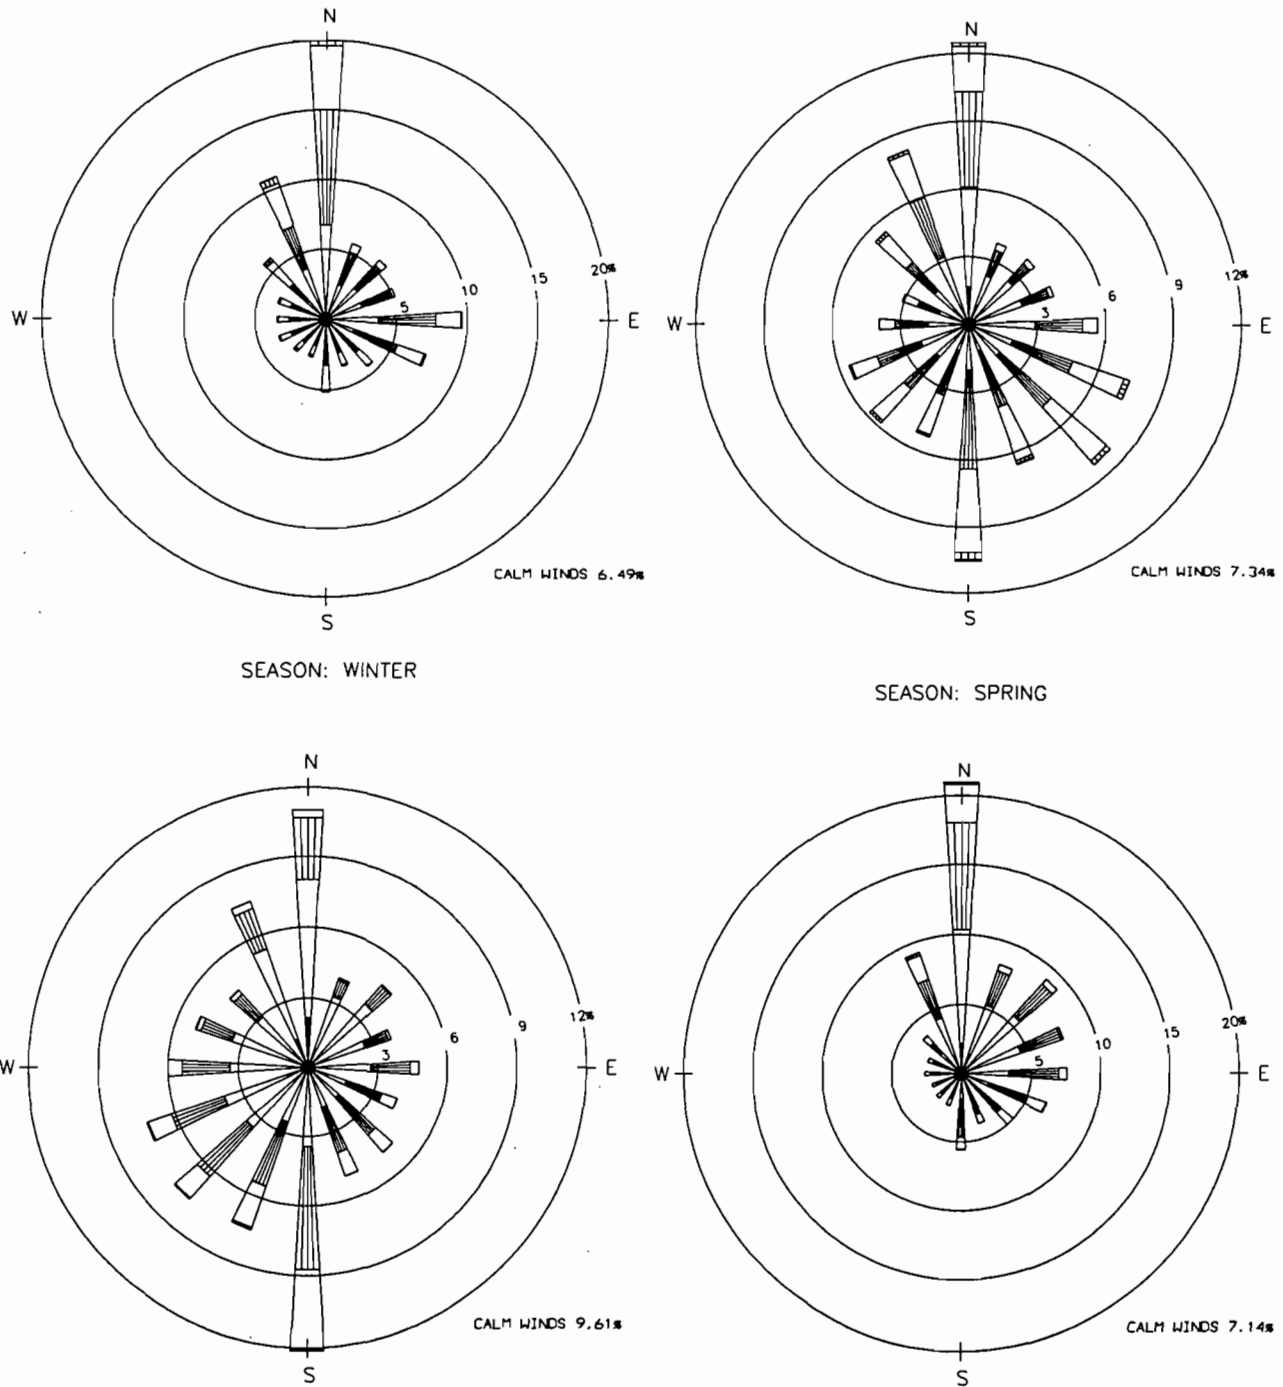 N
W
E
S
5
10
15
20%
CALM WINDS 6.49%
SEASON: WINTER
N
W
E
S
3
6
9
12%
CALM WINDS 7.34%
SEASON: SPRING
N
W
E
S
3
6
9
12%
CALM WINDS 9.61%
N
W
E
S
5
10
15
20%
CALM WINDS 7.14%